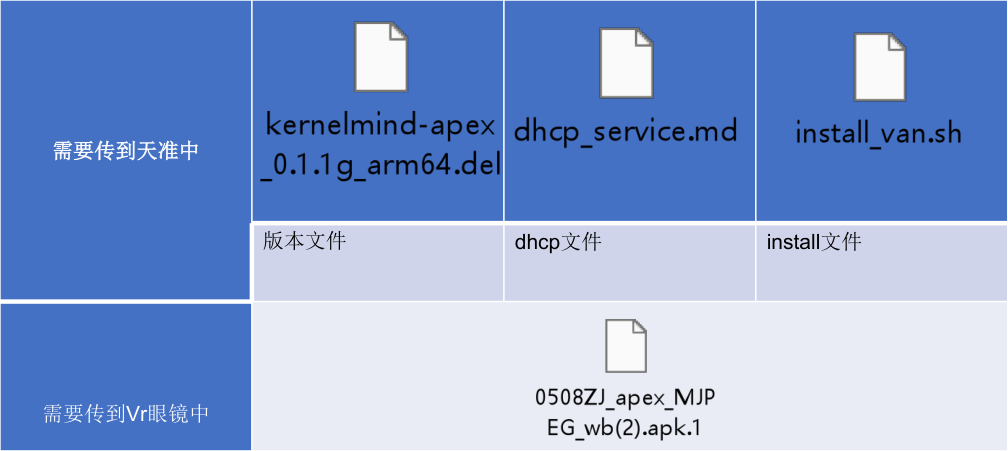 需要传到天准中
kernelmind-apex
_0.1.1g_arm64.del
dhcp_service.md
install_van.sh
版本文件
dhcp文件
install文件
需要传到Vr眼镜中
0508ZJ_apex_MJP
EG_wb(2).apk.1